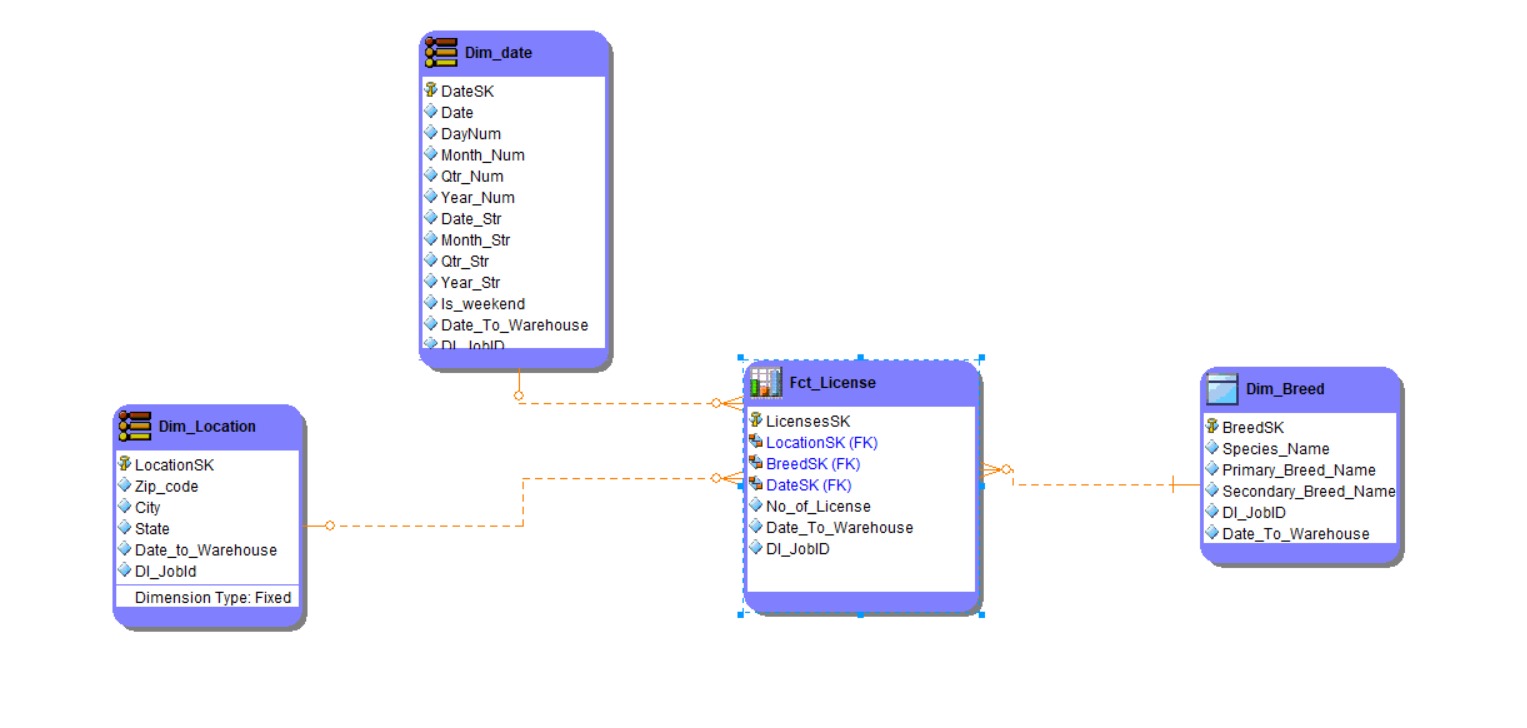 Dim_date
DateSK
Date
DayNum
Month_Num
Qtr_Num
Year_Num
Date_Str
Month_Str
Qtr_Str
Year_Str
Is_weekend
Date_To_Warehouse
DI_JobID
Dim_Location
LocationSK
Zip_code
City
State
Date_to_Warehouse
DI_JobId
Dimension Type: Fixed
Fct_License
LicensesSK
LocationSK (FK)
BreedSK (FK)
DateSK (FK)
No_of_License
Date_To_Warehouse
DI_JobID
Dim_Breed
BreedSK
Species_Name
Primary_Breed_Name
Secondary_Breed_Name
DI_JobID
Date_To_Warehouse